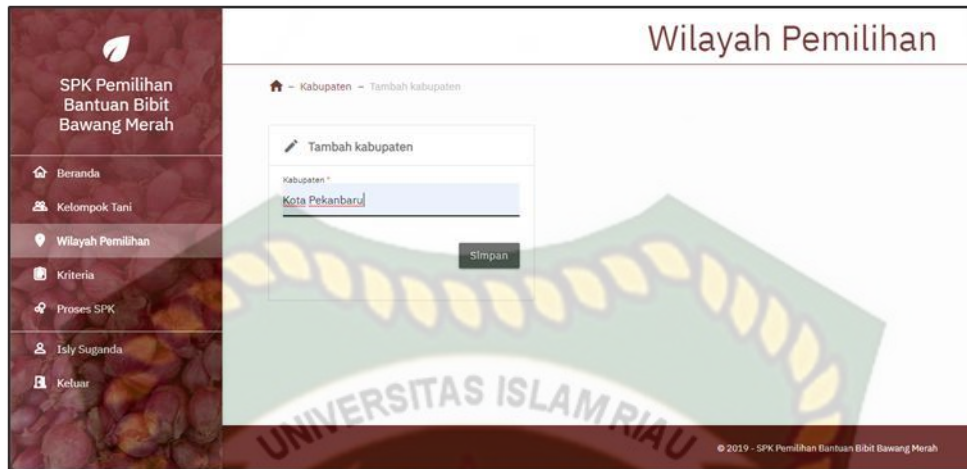 SPK Pemilihan
Bantuan Bibit
Bawang Merah
Beranda
Kelompok Tani
Wilayah Pemilihan
Kriteria
Proses SPK
Isly Suganda
Keluar
Wilayah Pemilihan
– Kabupaten – Tambah kabupaten
Tambah kabupaten
Kabupaten *
Kota Pekanbaru
Simpan
UNIVERSITAS ISLAM RIAU
© 2019 - SPK Pemilihan Bantuan Bibit Bawang Merah